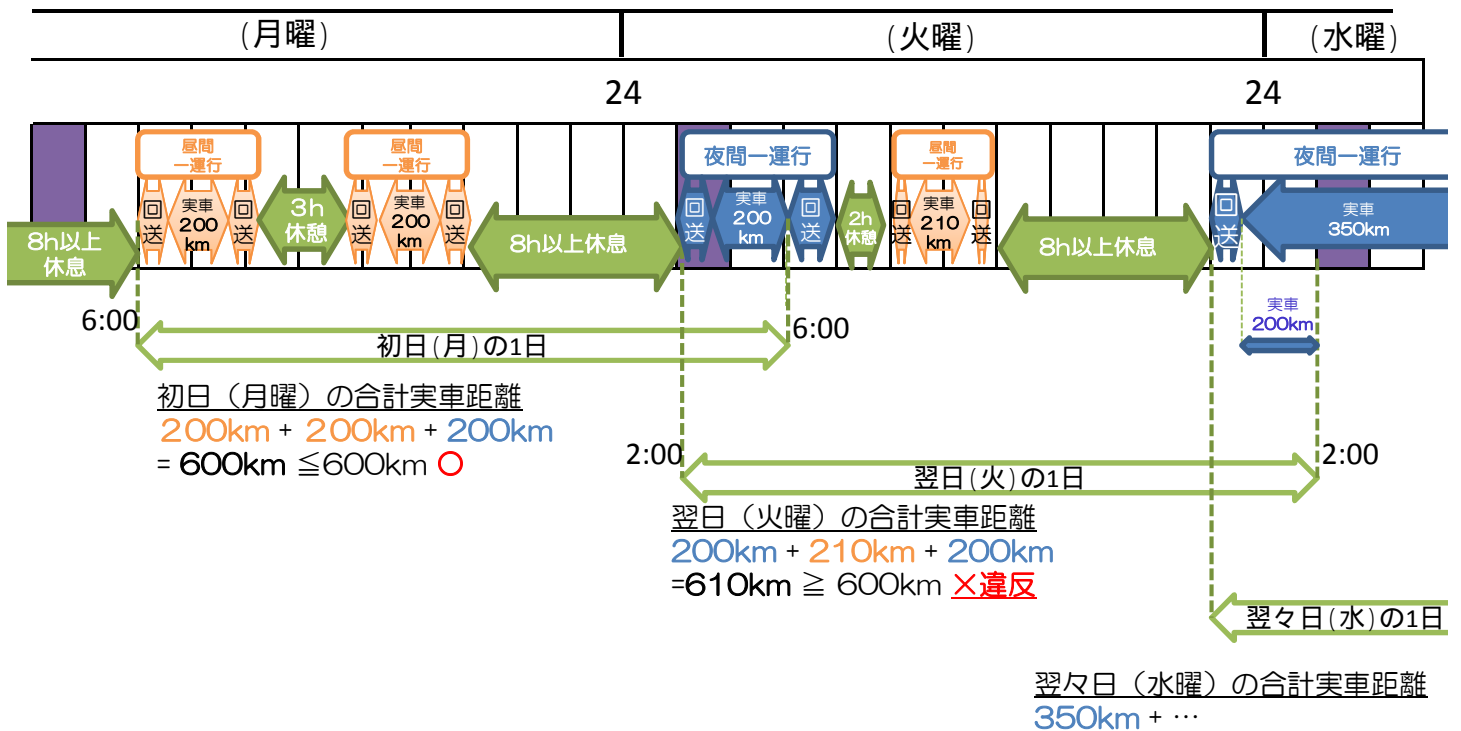 (月曜)
(火曜)
(水曜)
24
24
昼間
一運行
昼間
一運行
夜間一運行
昼間
一運行
夜間一運行
8h以上
休息
回
送
実車
200
km
回
送
3h
休憩
回
送
実車
200
km
回
送
8h以上休息
回
送
実車
200
km
回
送
2h
休憩
回
送
実車
210
km
回
送
8h以上休息
回
送
実車
350km
実車
200km
6:00
初日(月)の1日
6:00
初日（月曜）の合計実車距離
200km + 200km + 200km
= 600km ≦600km ○
2:00
翌日(火)の1日
2:00
翌日（火曜）の合計実車距離
200km + 210km + 200km
=610km ≧ 600km ×違反
翌々日(水)の1日
翌々日（水曜）の合計実車距離
350km + …